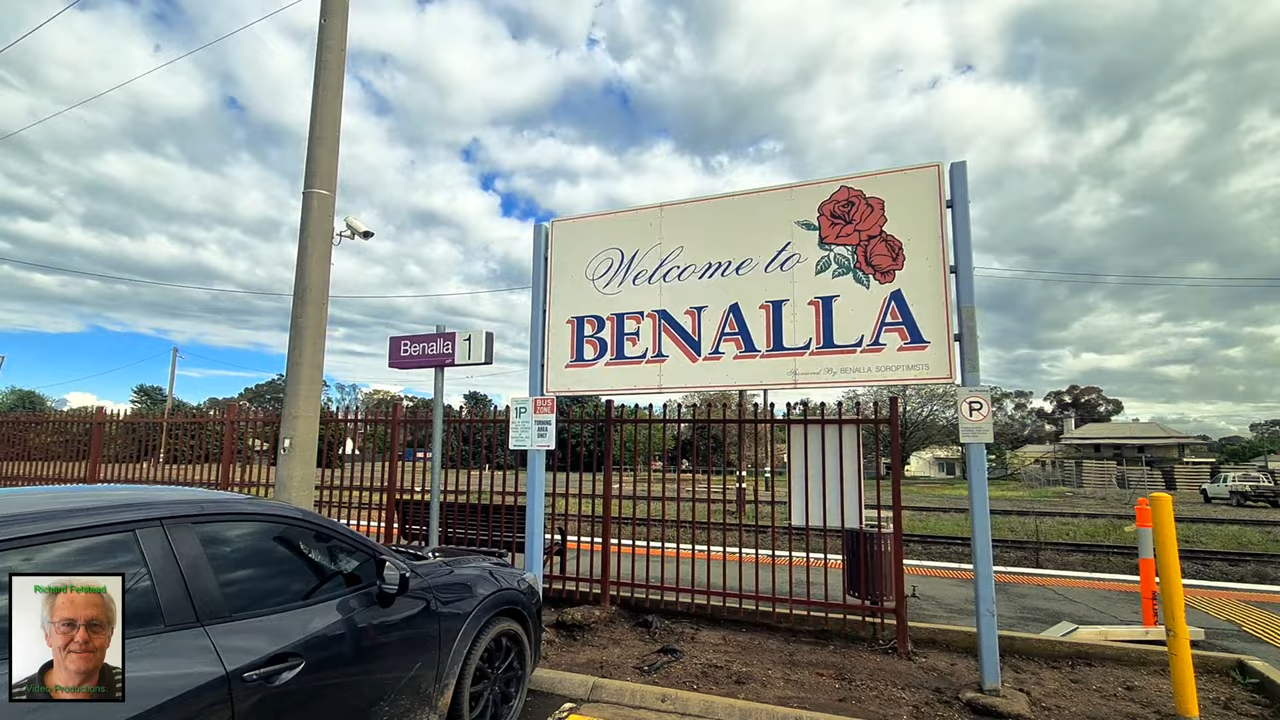 Welcome to
BENALLA
Sponsored By BENALLA SOROPTIMISTS
Benalla 1
1P
BUS
ZONE
TURNING
AREA
ONLY
P
Richard Felstead
Video Productions.